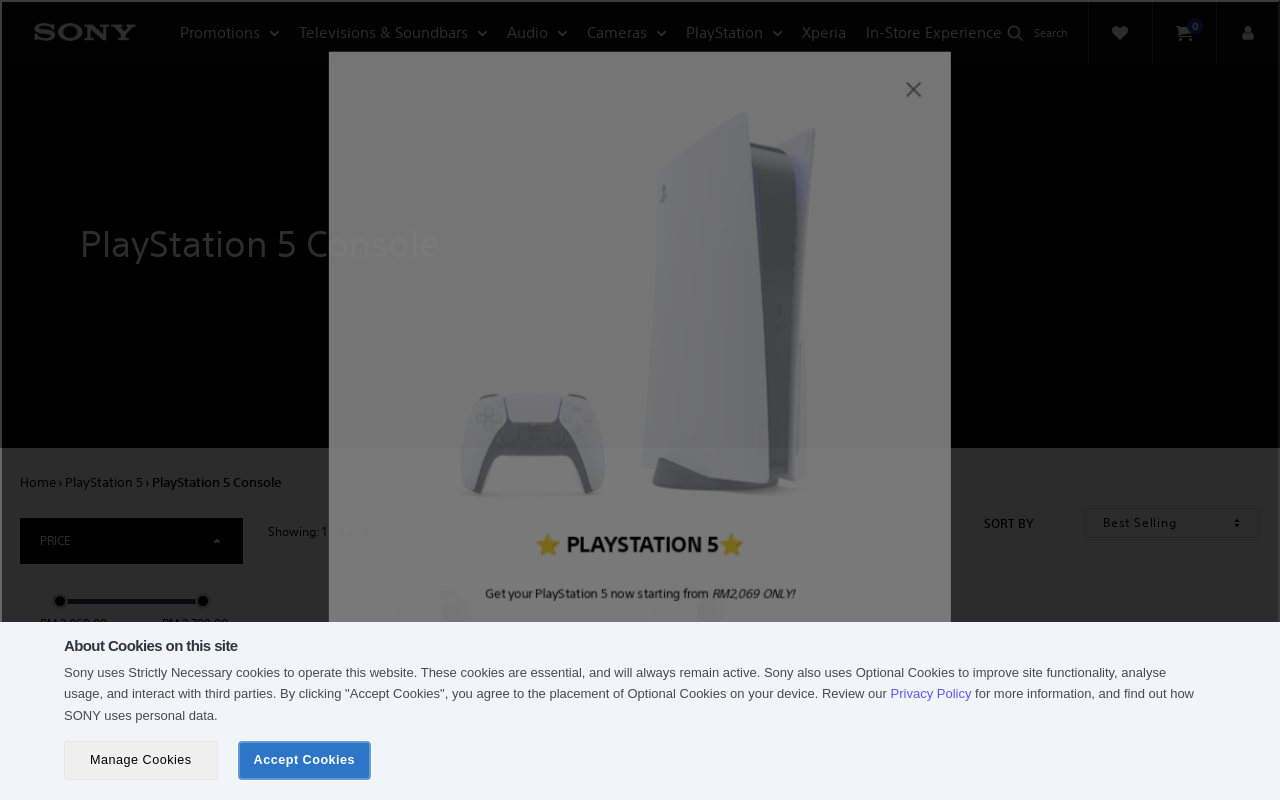 SONY
Promotions
Televisions & Soundbars
Audio
Cameras
PlayStation
Xperia
In-Store Experience
Search
0
PlayStation 5 Console
Home › PlayStation 5 › PlayStation 5 Console
PRICE
Showing: 1
SORT BY
Best Selling
⭐ PLAYSTATION 5⭐
Get your PlayStation 5 now starting from RM2,069 ONLY!
About Cookies on this site
Sony uses Strictly Necessary cookies to operate this website. These cookies are essential, and will always remain active. Sony also uses Optional Cookies to improve site functionality, analyse
usage, and interact with third parties. By clicking "Accept Cookies", you agree to the placement of Optional Cookies on your device. Review our Privacy Policy for more information, and find out how
SONY uses personal data.
Manage Cookies
Accept Cookies